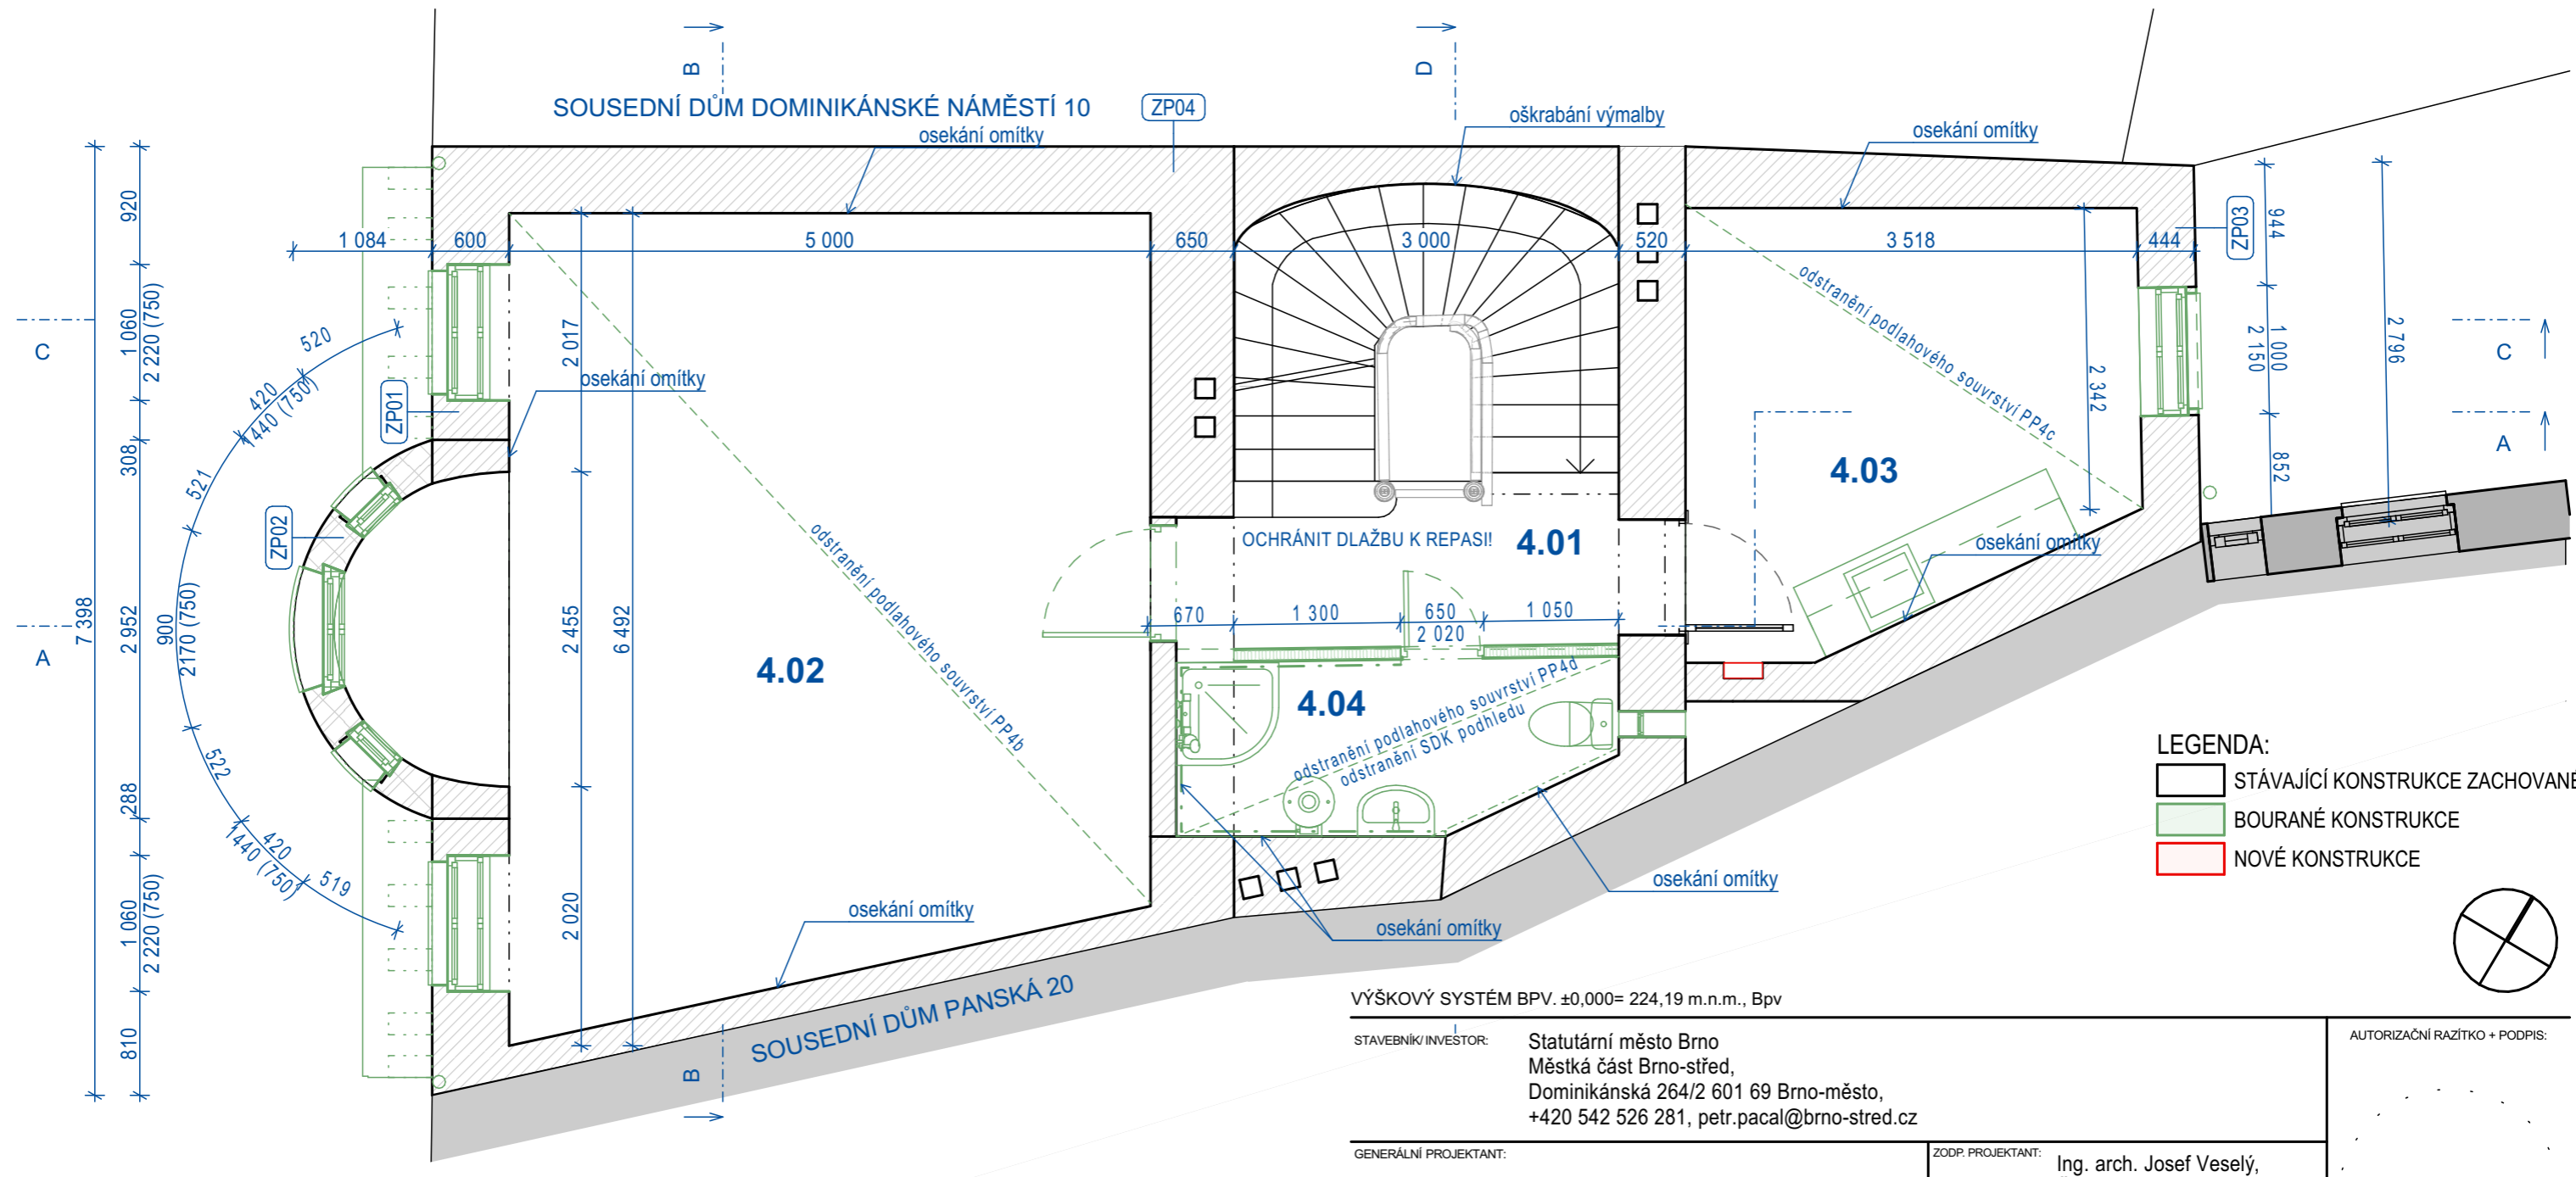 B
D
SOUSEDNÍ DŮM DOMINIKÁNSKÉ NÁMĚSTÍ 10
ZP04
osekání omítky
oškrabání výmalby
osekání omítky
1 084
600
5 000
650
3 000
520
3 518
444
ZP03
944
920
1 060
2 220 (750)
308
2 952
288
1 060
2 220 (750)
810
7 398
C
A
520
420
1440 (750)
521
900
2170 (750)
522
420
1440 (750)
519
ZP01
ZP02
osekání omítky
2 017
2 455
2 020
6 492
4.02
odstranění podlahového souvrství PP4b
OCHRÁNIT DLAŽBU K REPASI!
4.01
670
1 300
650
2 020
1 050
4.04
odstranění podlahového souvrství PP4d
odstranění SDK podhledu
odstranění podlahového souvrství PP4c
4.03
2 342
osekání omítky
1 000
2 150
852
2 796
C
A
osekání omítky
osekání omítky
osekání omítky
SOUSEDNÍ DŮM PANSKÁ 20
B
LEGENDA:
STÁVAJÍCÍ KONSTRUKCE ZACHOVANÉ
BOURANÉ KONSTRUKCE
NOVÉ KONSTRUKCE
VÝŠKOVÝ SYSTÉM BPV. ±0,000= 224,19 m.n.m., Bpv
STAVEBNÍK/INVESTOR:
Statutární město Brno
Městká část Brno-střed,
Dominikánská 264/2 601 69 Brno-město,
+420 542 526 281, petr.pacal@brno-stred.cz
AUTORIZAČNÍ RAZÍTKO + PODPIS:
GENERÁLNÍ PROJEKTANT:
ZODP. PROJEKTANT:
Ing. arch. Josef Veselý,